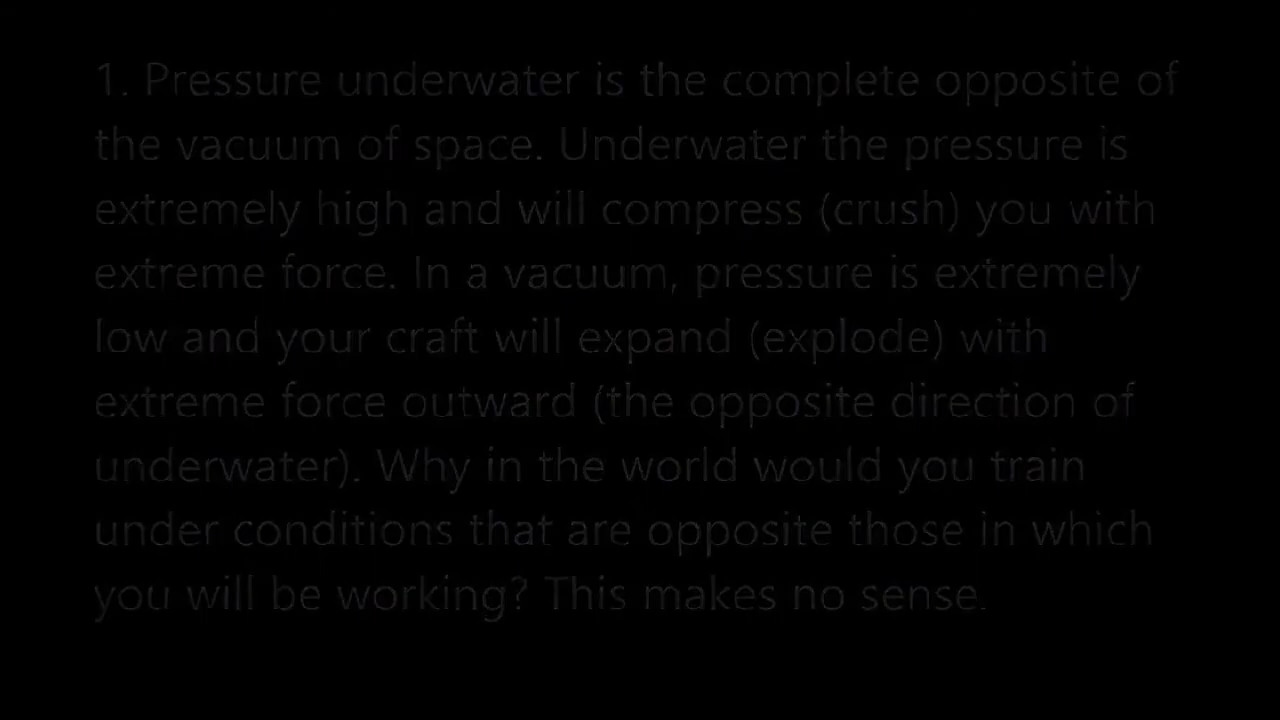 1. Pressure underwater is the complete opposite of
the vacuum of space. Underwater the pressure is
extremely high and will compress (crush) you with
extreme force. In a vacuum, pressure is extremely
low and your craft will expand (explode) with
extreme force outward (the opposite direction of
underwater). Why in the world would you train
under conditions that are opposite those in which
you will be working? This makes no sense.